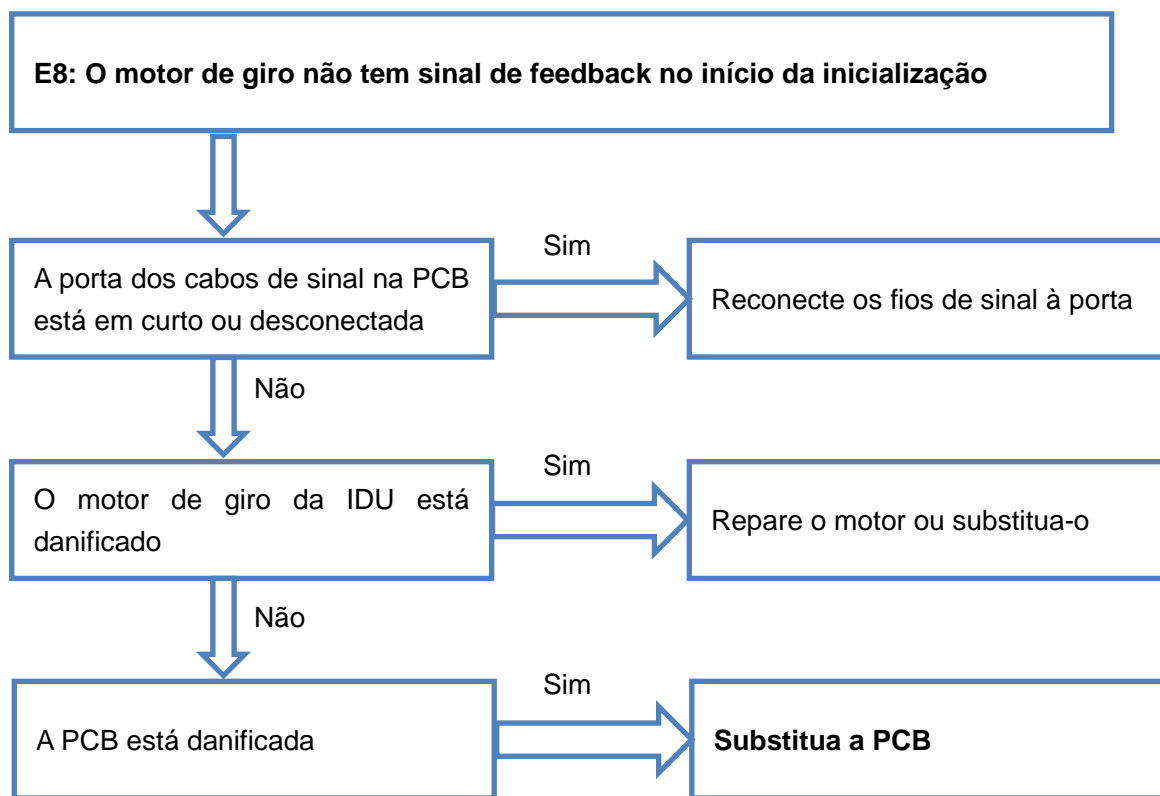 E8: O motor de giro não tem sinal de feedback no início da inicialização
Sim
A porta dos cabos de sinal na PCB
está em curto ou desconectada
Reconecte os fios de sinal à porta
Não
Sim
O motor de giro da IDU está
danificado
Repare o motor ou substitua-o
Não
Sim
A PCB está danificada
Substitua a PCB